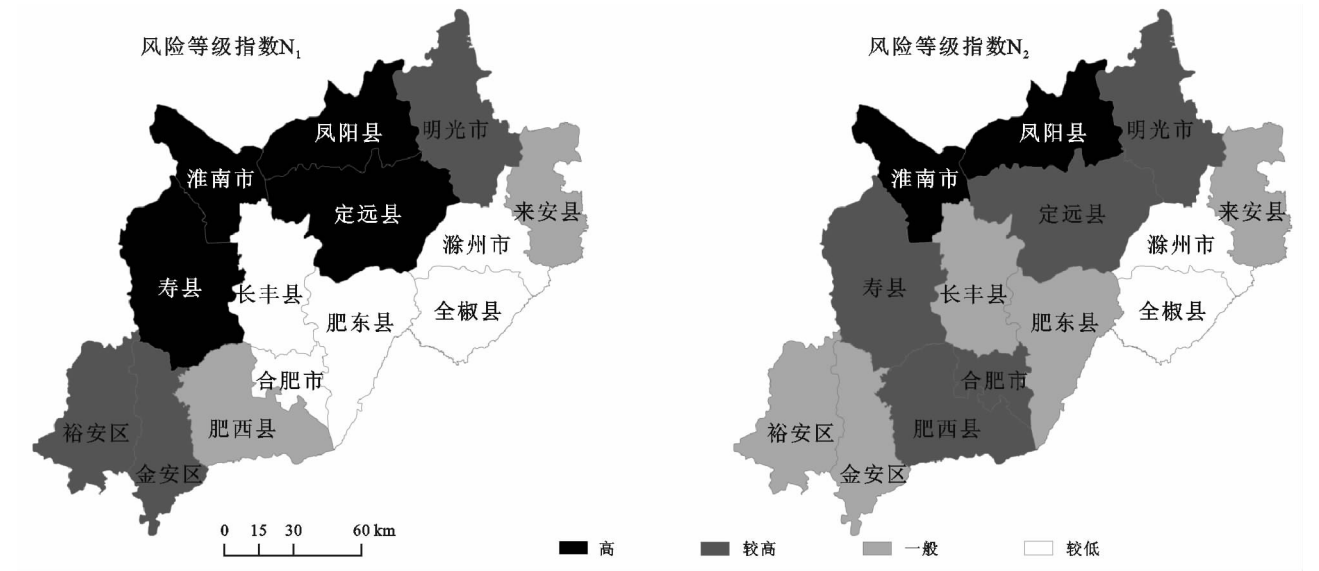 风险等级指数N₁
凤阳县
明光市
淮南市
定远县
来安县
滁州市
寿县
长丰县
肥东县
全椒县
合肥市
裕安区
肥西县
金安区
0 15 30 60 km
风险等级指数N₂
凤阳县
明光市
淮南市
定远县
来安县
滁州市
寿县
长丰县
肥东县
全椒县
合肥市
裕安区
肥西县
金安区
高 较高 一般 较低